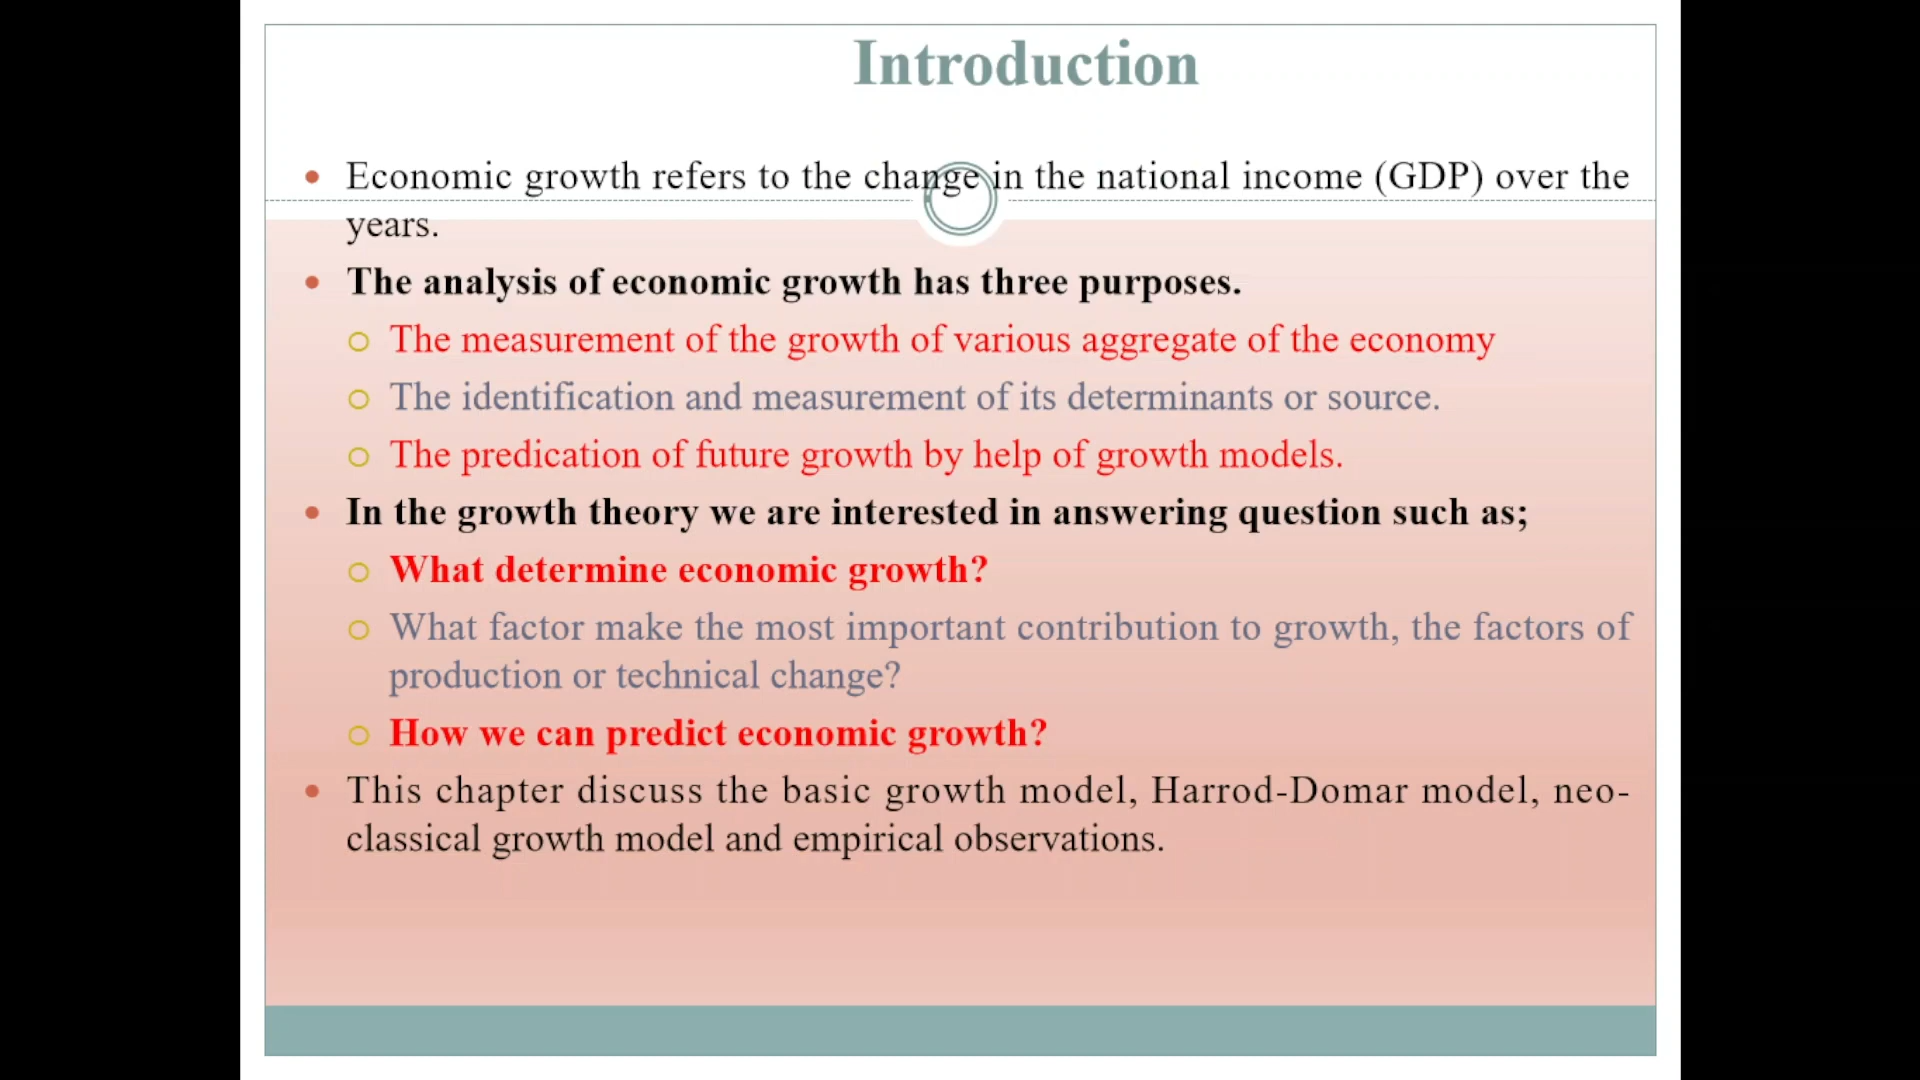 Introduction
Economic growth refers to the change in the national income (GDP) over the
years.
The analysis of economic growth has three purposes.
The measurement of the growth of various aggregate of the economy
The identification and measurement of its determinants or source.
The predication of future growth by help of growth models.
In the growth theory we are interested in answering question such as;
What determine economic growth?
What factor make the most important contribution to growth, the factors of
production or technical change?
How we can predict economic growth?
This chapter discuss the basic growth model, Harrod-Domar model, neo-
classical growth model and empirical observations.